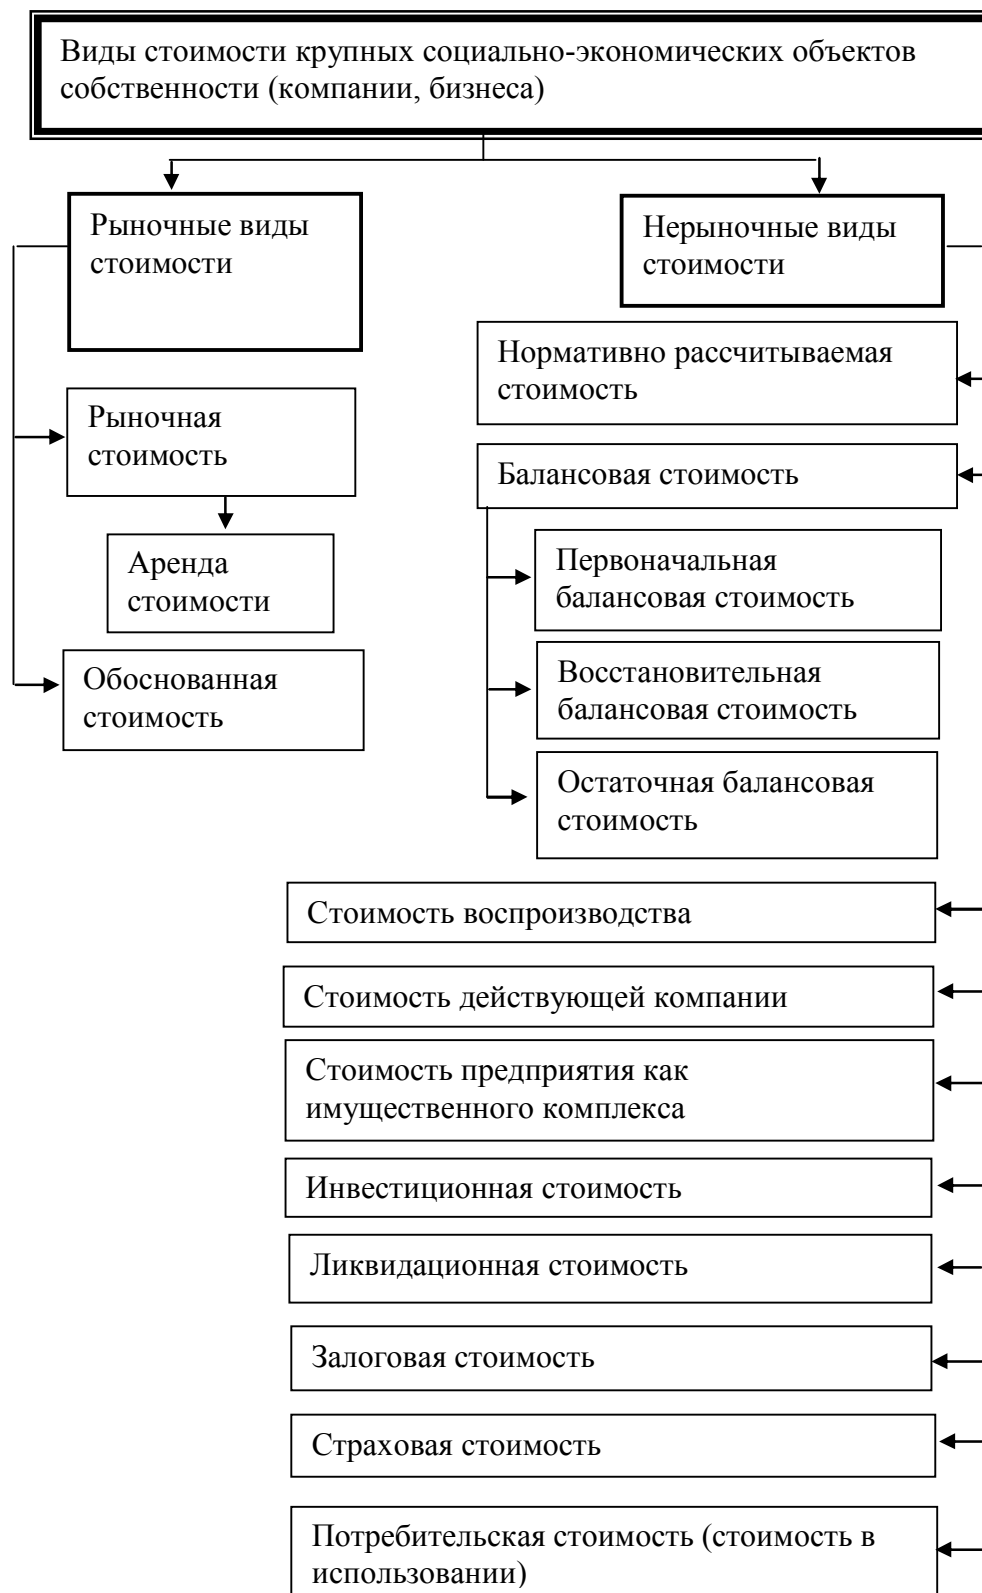 Виды стоимости крупных социально-экономических объектов
собственности (компании, бизнеса)
Рыночные виды
стоимости
Рыночная
стоимость
Аренда
стоимости
Обоснованная
стоимость
Нерыночные виды
стоимости
Нормативно рассчитываемая
стоимость
Балансовая стоимость
Первоначальная
балансовая стоимость
Восстановительная
балансовая стоимость
Остаточная балансовая
стоимость
Стоимость воспроизводства
Стоимость действующей компании
Стоимость предприятия как
имущественного комплекса
Инвестиционная стоимость
Ликвидационная стоимость
Залоговая стоимость
Страховая стоимость
Потребительская стоимость (стоимость в
использовании)